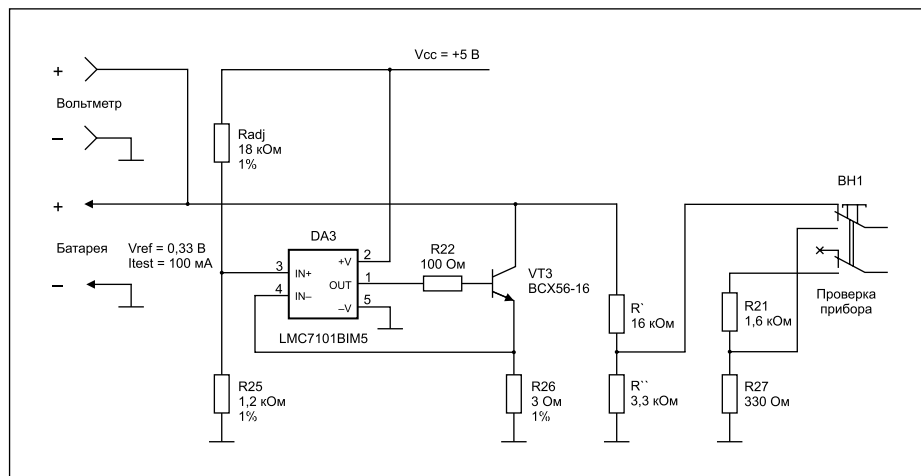 Vcc = +5 В
+
Вольтметр
–
Radj
18 кОм
1%
+
Батарея
–
Vref = 0,33 В
Itest = 100 мА
DA3
3
IN+
4
IN–
+V
2
OUT
1
–V
5
LMC7101BIM5
R22
100 Ом
VT3
BCX56-16
R25
1,2 кОм
1%
R26
3 Ом
1%
R`
16 кОм
R``
3,3 кОм
BH1
Проверка
прибора
R21
1,6 кОм
R27
330 Ом